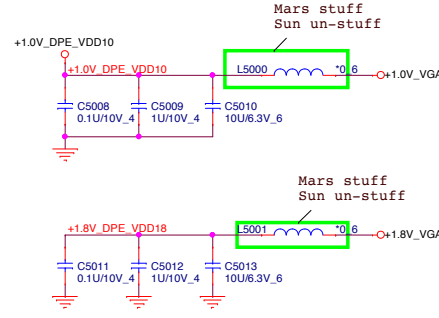 Mars stuff
Sun un-stuff
+1.0V_DPE_VDD10
+1.0V_DPE_VDD10
L5000
*0_6
+1.0V_VGA
C5008
0.1U/10V_4
C5009
1U/10V_4
C5010
10U/6.3V_6
Mars stuff
Sun un-stuff
+1.8V_DPE_VDD18
L5001
*0_6
+1.8V_VGA
C5011
0.1U/10V_4
C5012
1U/10V_4
C5013
10U/6.3V_6